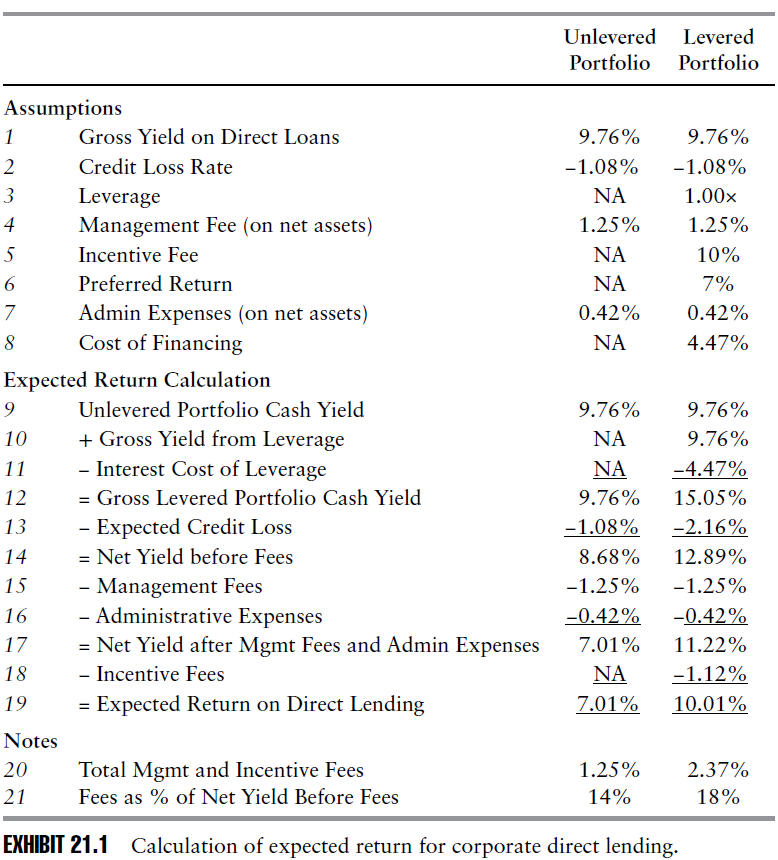 Unlevered Levered
Portfolio Portfolio
Assumptions
1 Gross Yield on Direct Loans 9.76% 9.76%
2 Credit Loss Rate –1.08% –1.08%
3 Leverage NA 1.00×
4 Management Fee (on net assets) 1.25% 1.25%
5 Incentive Fee NA 10%
6 Preferred Return NA 7%
7 Admin Expenses (on net assets) 0.42% 0.42%
8 Cost of Financing NA 4.47%
Expected Return Calculation
9 Unlevered Portfolio Cash Yield 9.76% 9.76%
10 + Gross Yield from Leverage NA 9.76%
11 – Interest Cost of Leverage NA –4.47%
12 = Gross Levered Portfolio Cash Yield 9.76% 15.05%
13 – Expected Credit Loss –1.08% –2.16%
14 = Net Yield before Fees 8.68% 12.89%
15 – Management Fees –1.25% –1.25%
16 – Administrative Expenses –0.42% –0.42%
17 = Net Yield after Mgmt Fees and Admin Expenses 7.01% 11.22%
18 – Incentive Fees NA –1.12%
19 = Expected Return on Direct Lending 7.01% 10.01%
Notes
20 Total Mgmt and Incentive Fees 1.25% 2.37%
21 Fees as % of Net Yield Before Fees 14% 18%
EXHIBIT 21.1 Calculation of expected return for corporate direct lending.